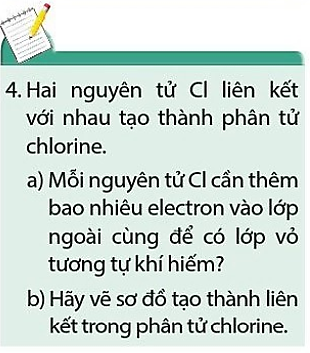 4. Hai nguyên tử Cl liên kết
với nhau tạo thành phân tử
chlorine.
a) Mỗi nguyên tử Cl cần thêm
bao nhiêu electron vào lớp
ngoài cùng để có lớp vỏ
tương tự khí hiếm?
b) Hãy vẽ sơ đồ tạo thành liên
kết trong phân tử chlorine.